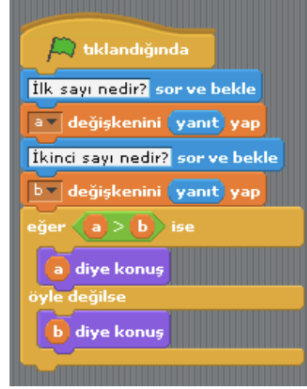 tıklandığında
İlk sayı nedir? sor ve bekle
a değişkenini yanıt yap
İkinci sayı nedir? sor ve bekle
b değişkenini yanıt yap
eğer a > b ise
a diye konuş
öyle değilse
b diye konuş